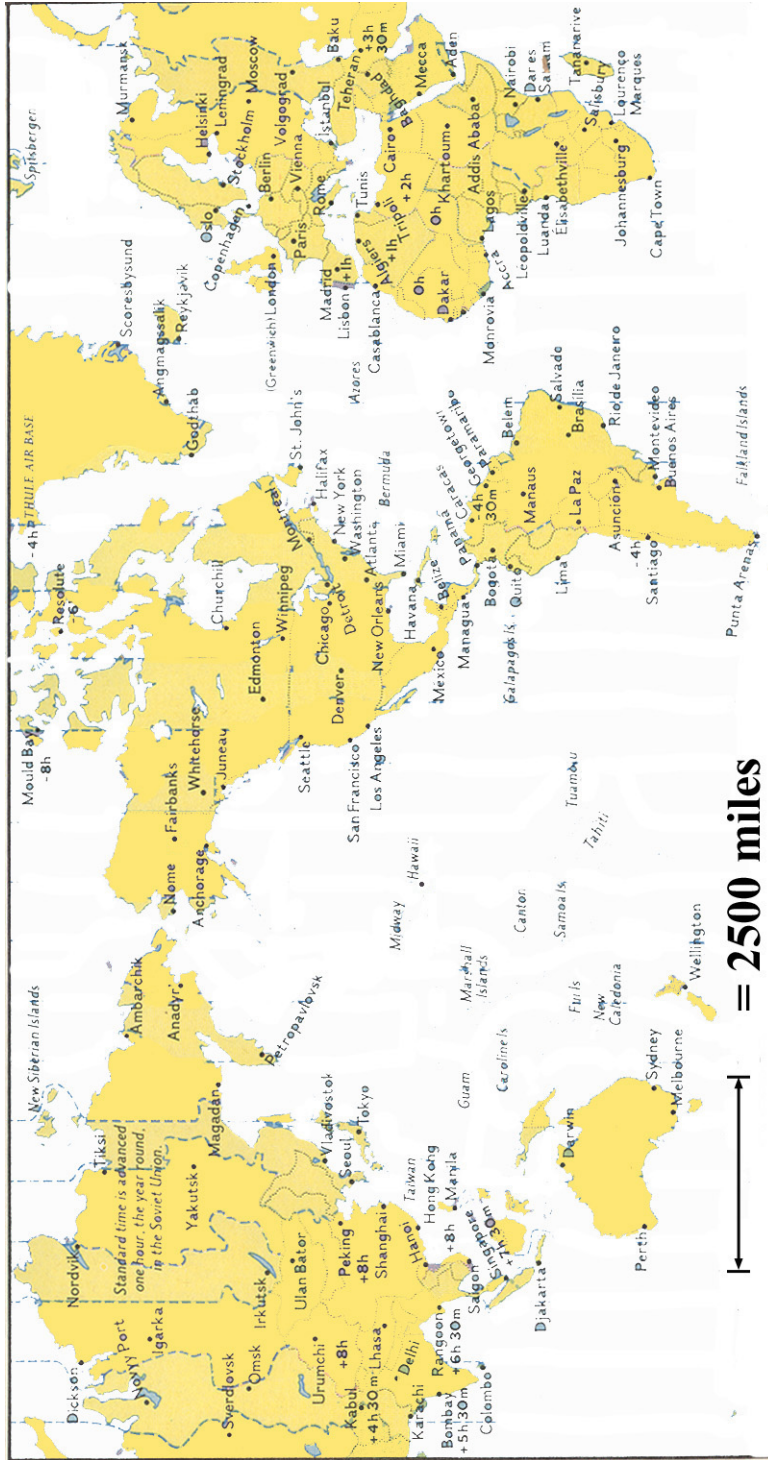 Dickson
Novyy Port
Igarka
Nordvik
Tiksi
New Siberian Islands
Ambarchik
Anadyr'
Standard time is advanced
one hour, the year round,
in the Soviet Union.
Yakutsk
Magadan
Petropavlovsk
Sverdlovsk
Omsk
Irkutsk
Ulan Bator
Vladivostok
Seoul
Tokyo
Urumchi
+8h
Peking
+8h
Shanghai
Kabul
+4h 30m
Lhasa
Delhi
Karachi
Bombay
+5h 30m
Rangoon
+6h 30m
Colombo
Hanoi
Taiwan
Hong Kong
+8h
Manila
Saigon
Singapore
+7h 30m
Djakarta
Guam
Caroline Is
Marshall
Islands
Darwin
Perth
Sydney
Melbourne
Wellington
Fiji Is
New
Caledonia
Midway
Hawaii
Canton
Samoa Is
Tahiti
Tuamotu
Nome
Anchorage
Fairbanks
Whitehorse
Juneau
Mould Bay
-8h
Resolute
-6
-4h
THULE AIR BASE
Churchill
Edmonton
Winnipeg
Seattle
San Francisco
Los Angeles
Denver
Chicago
Detroit
Montreal
Halifax
St. John's
New York
Washington
Atlanta
New Orleans
Miami
Bermuda
Havana
Mexico
Belize
Managua
Panama
Caracas
-4h
30m
Georgetown
Paramaribo
Bogota
Quito
Galapagos Is.
Belem
Manaus
Lima
La Paz
Salvado
Brasilia
Rio de Janeiro
Asunción
-4h
Santiago
Montevideo
Buenos Aires
Punta Arenas
Falkland Islands
Godthab
Angmagssalik
Scoresbysund
Reykjavik
Spitsbergen
Murmansk
Helsinki
Leningrad
Moscow
Oslo
Stockholm
Copenhagen
Berlin
Volgograd
(Greenwich) London
Paris
Vienna
Rome
Istanbul
Baku
Teheran
+3h
30m
Madrid
Lisbon
+1h
Azores
Casablanca
Algiers
+1h
Tunis
Tripoli
+2h
Cairo
Baghdad
Mecca
Aden
Dakar
0h
0h
Khartoum
Addis Ababa
Monrovia
Accra
Lagos
Leopoldville
Luanda
Elisabethville
Nairobi
Dar es
Salaam
Tananarive
Salisbury
Lourenço
Marques
Johannesburg
Cape Town
= 2500 miles